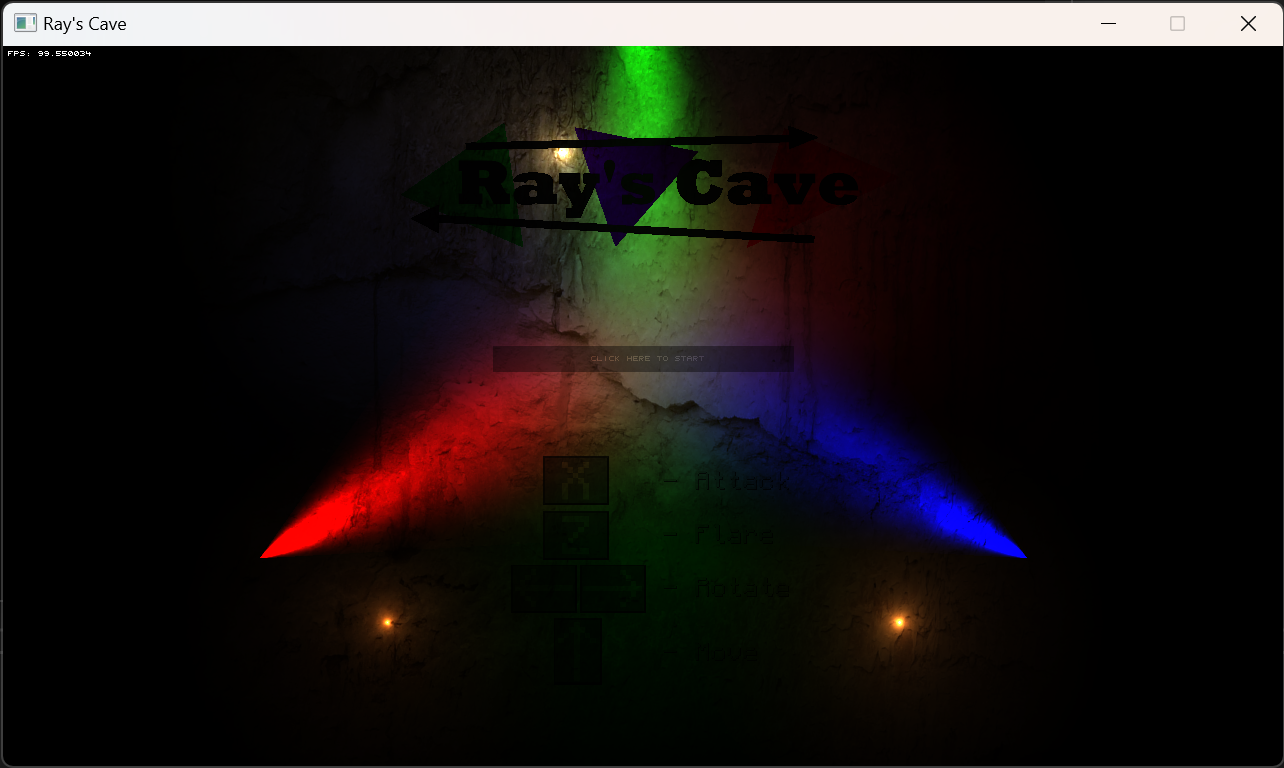 Ray's Cave
FPS: 99.550034
Ray's Cave
CLICK HERE TO START
X - Attack
Z - Flare
← → - Rotate
↑ - Move